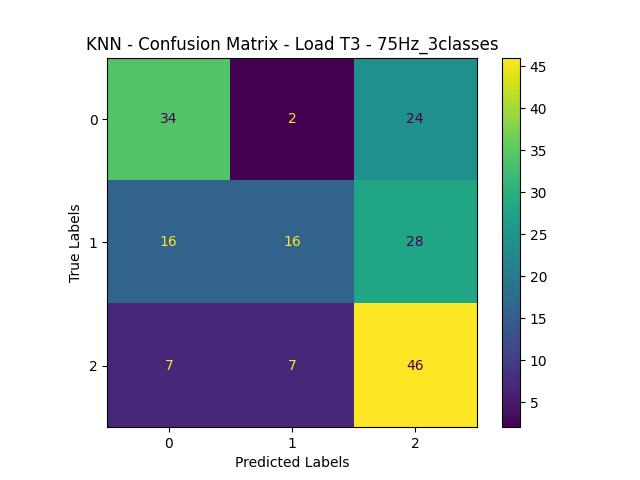 KNN - Confusion Matrix - Load T3 - 75Hz_3classes
45
40
35
30
25
20
15
10
5
True Labels
0
1
2
34 2 24
16 16 28
7 7 46
0 1 2
Predicted Labels